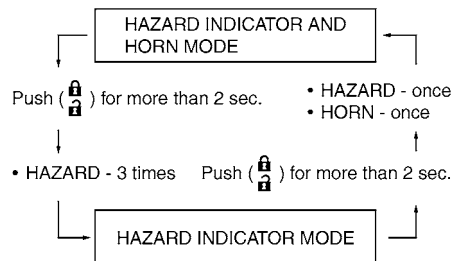 HAZARD INDICATOR AND
HORN MODE
Push ( ) for more than 2 sec.
• HAZARD - once
• HORN - once
• HAZARD - 3 times
Push ( ) for more than 2 sec.
HAZARD INDICATOR MODE